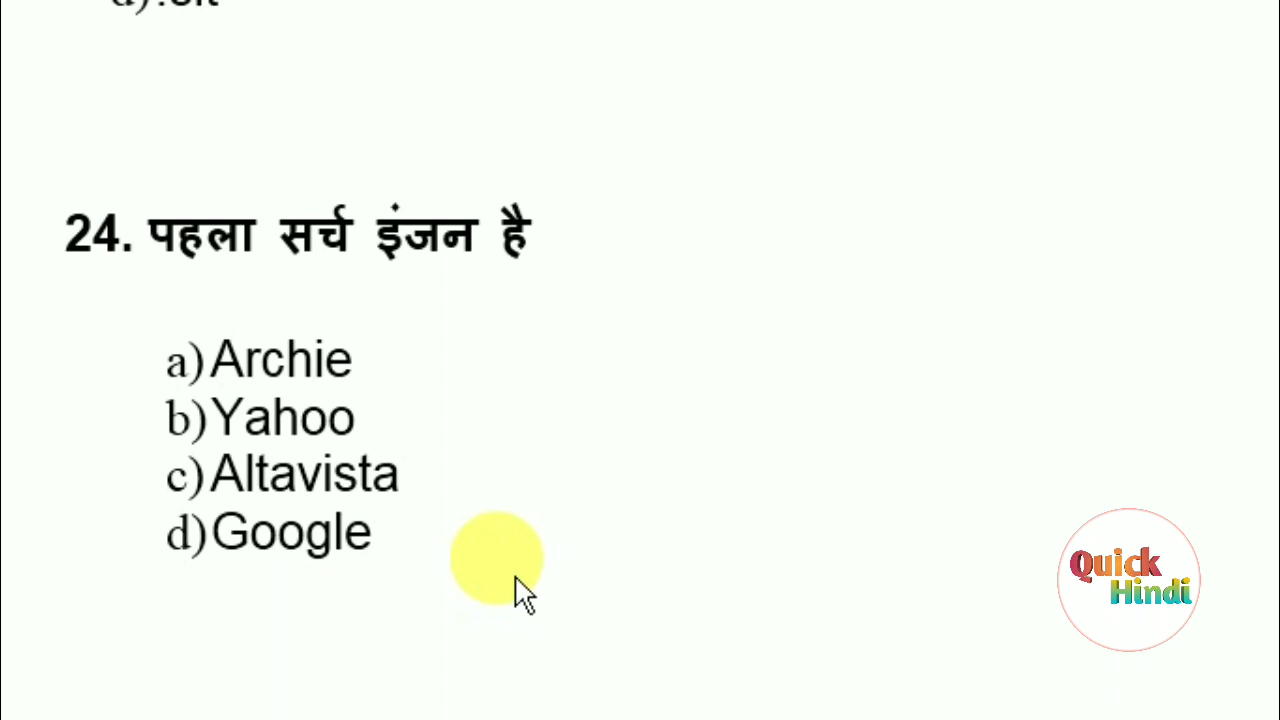 24. पहला सर्च इंजन है
a)Archie
b)Yahoo
c)Altavista
d)Google
Quick
Hindi